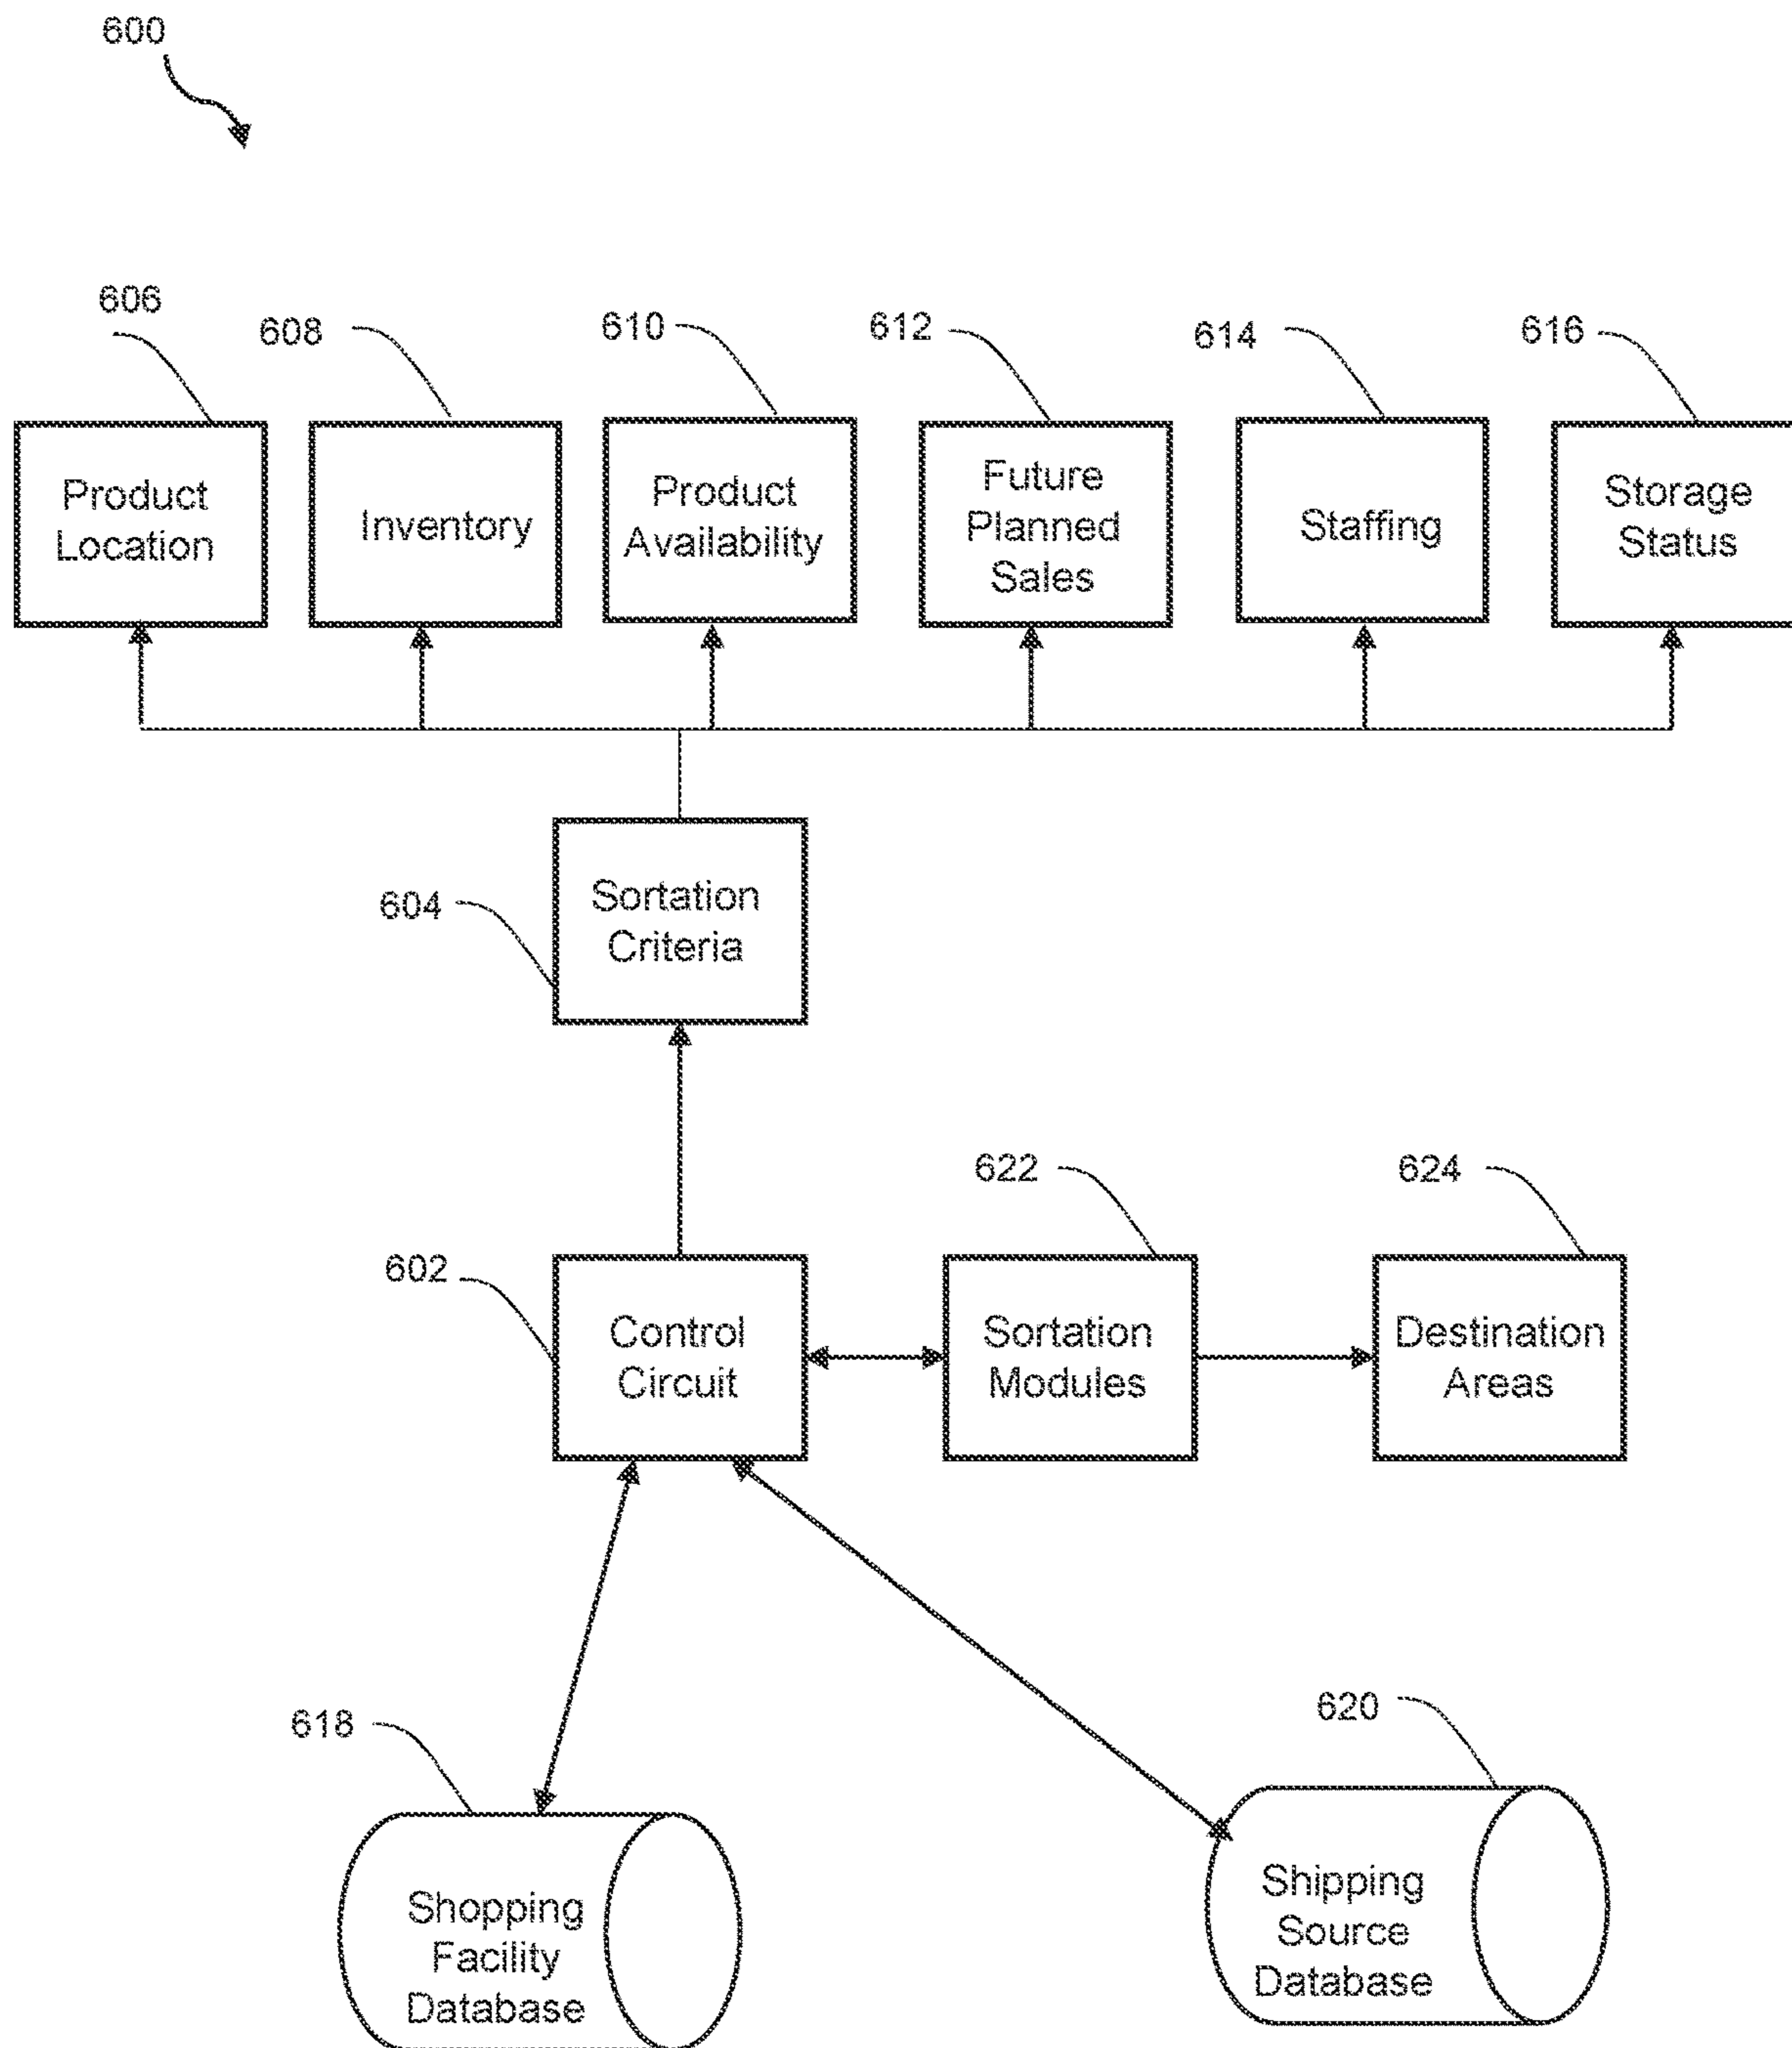 600
606
608
610
612
614
616
Product
Location
Inventory
Product
Availability
Future
Planned
Sales
Staffing
Storage
Status
604
Sortation
Criteria
622
624
602
Control
Circuit
Sortation
Modules
Destination
Areas
618
620
Shopping
Facility
Database
Shipping
Source
Database